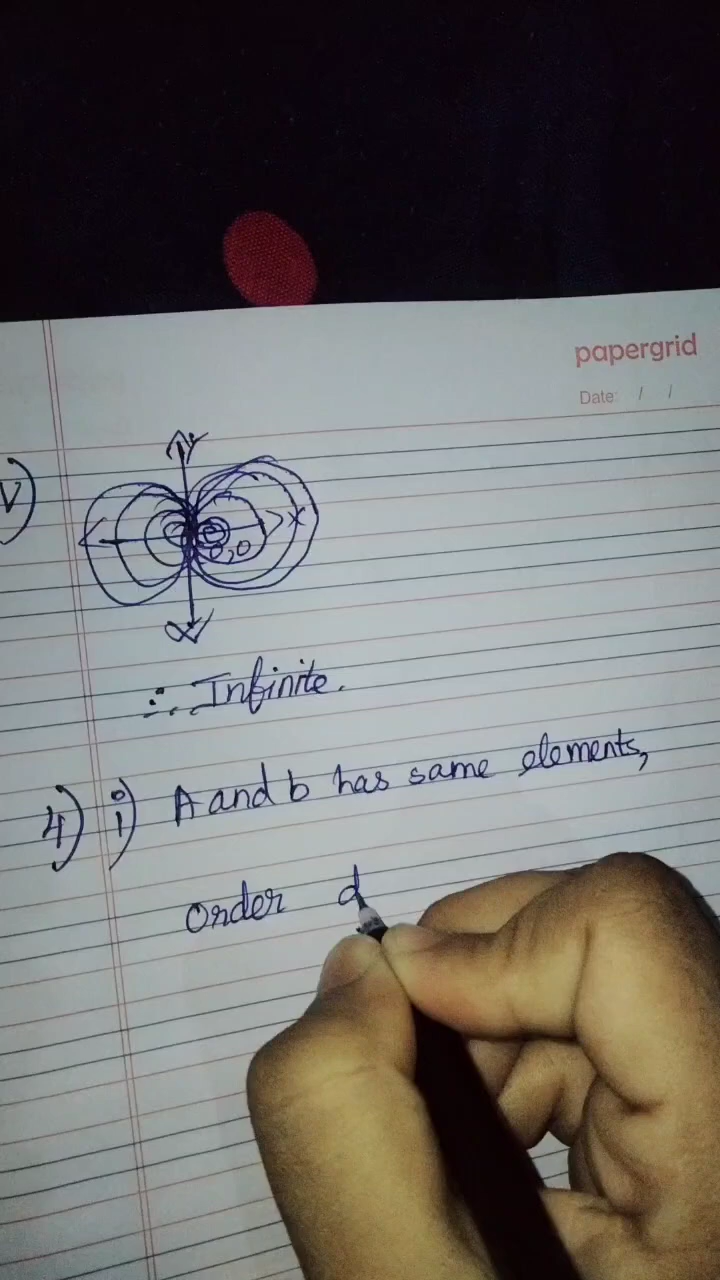 papergrid
Date: / /
v)
Y
X
0,0
Y
∴ Infinite.
4) i) A and b has same elements,
order d